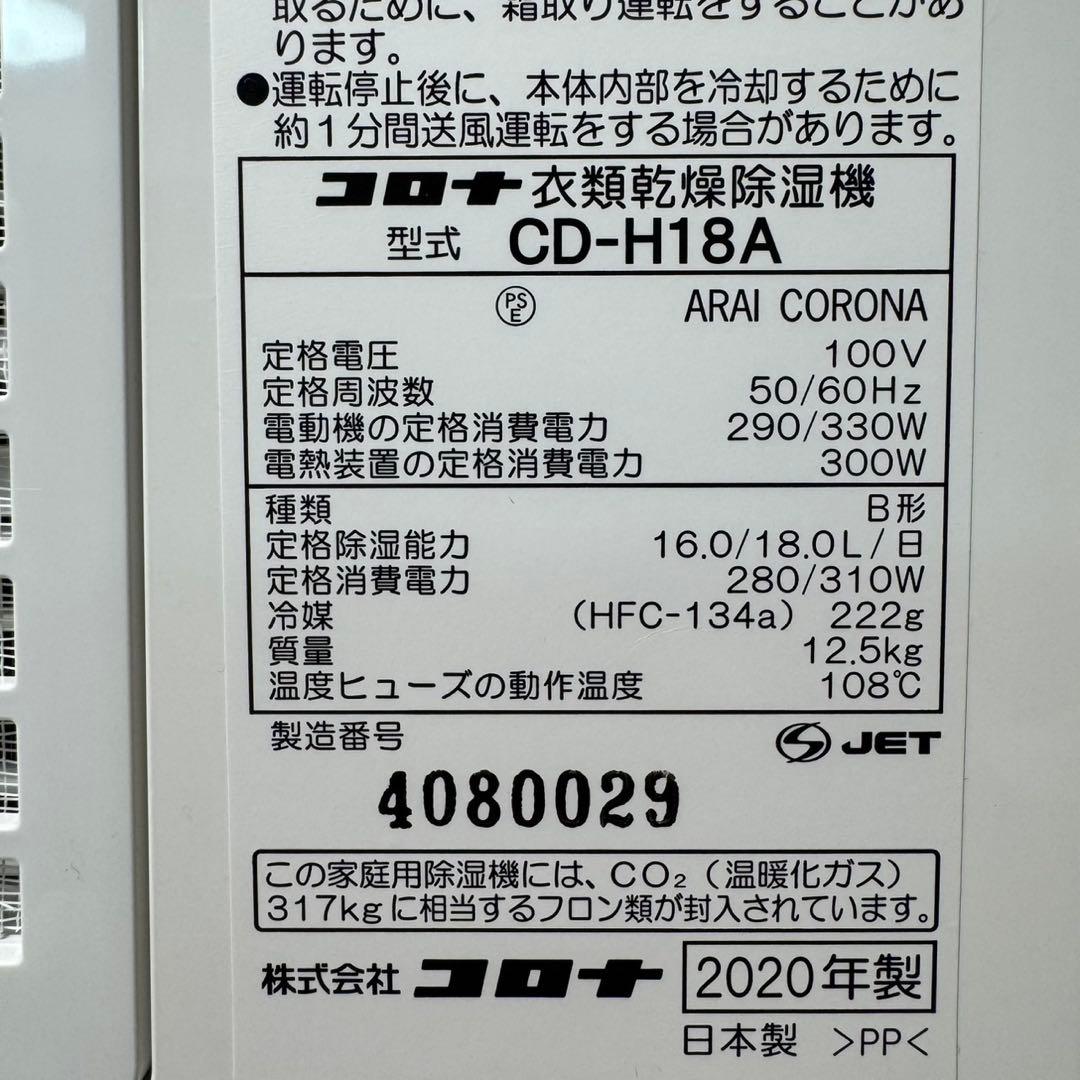 取るために、霜取り運転をすることがあ
ります。
●運転停止後に、本体内部を冷却するために
約1分間送風運転をする場合があります。
コロナ衣類乾燥除湿機
型式 CD-H18A
PSE ARAI CORONA
定格電圧 100V
定格周波数 50/60Hz
電動機の定格消費電力 290/330W
電熱装置の定格消費電力 300W
種類 B形
定格除湿能力 16.0/18.0L/日
定格消費電力 280/310W
冷媒 (HFC-134a) 222g
質量 12.5kg
温度ヒューズの動作温度 108℃
製造番号 JET
4080029
この家庭用除湿機には、CO₂(温暖化ガス)
317kgに相当するフロン類が封入されています。
株式会社 コロナ 2020年製
日本製 >PP<